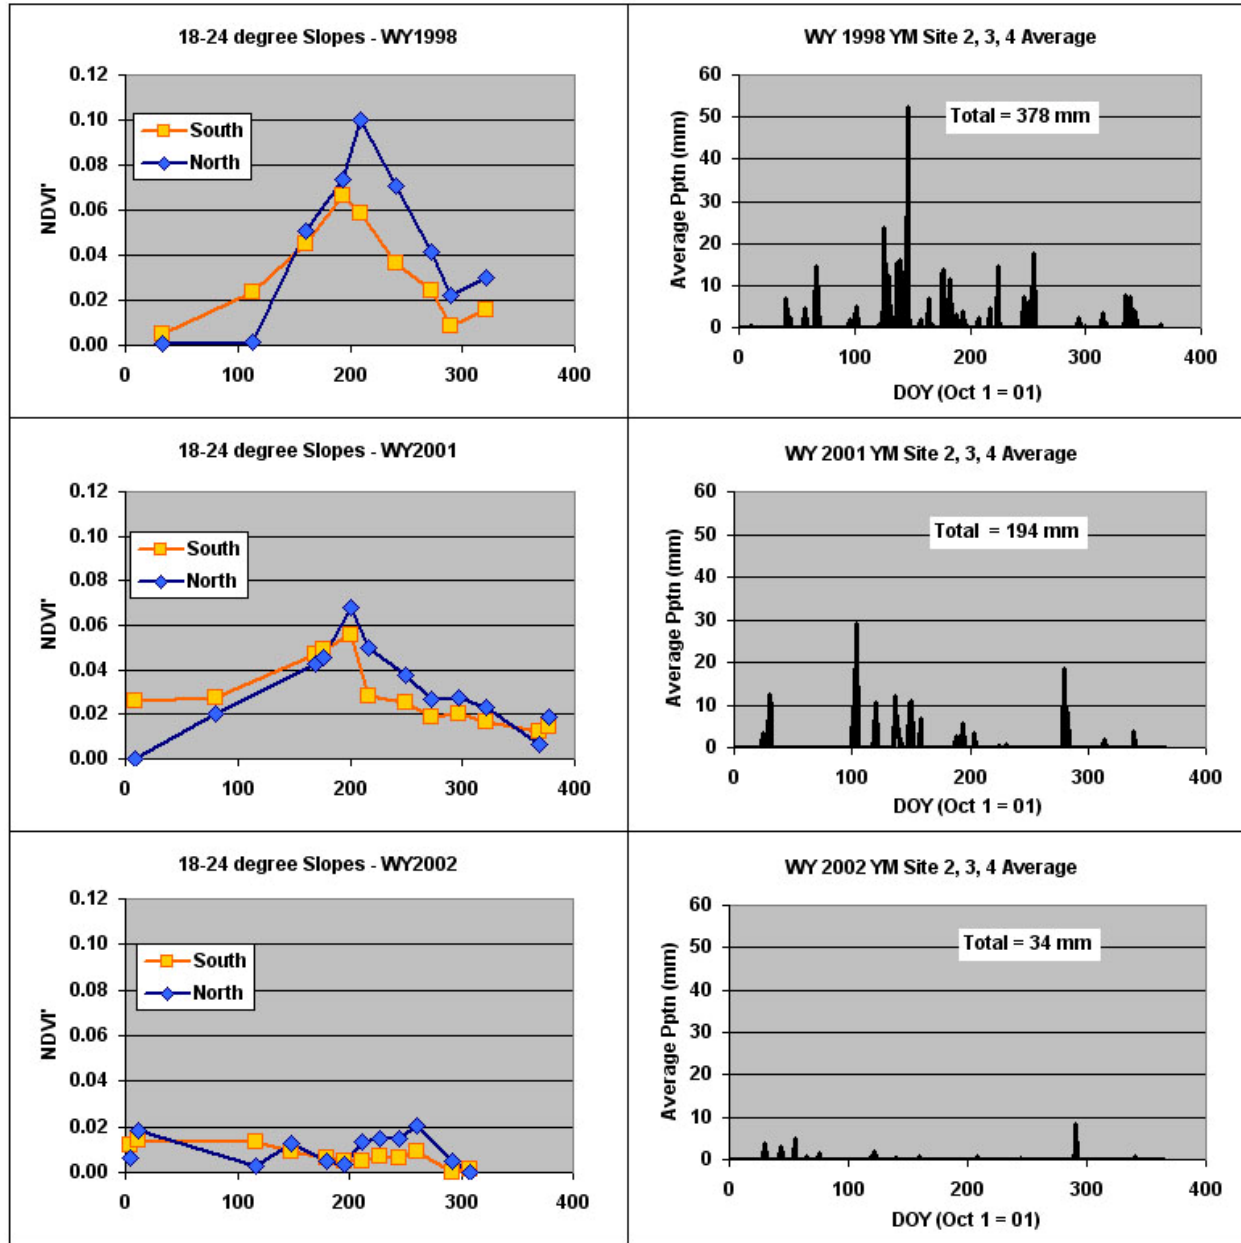 18-24 degree Slopes - WY1998
0.12
0.10
0.08
0.06
0.04
0.02
0.00
NDVI'
South
North
0 100 200 300 400
WY 1998 YM Site 2, 3, 4 Average
60
50
40
30
20
10
0
Average Pptn (mm)
Total = 378 mm
0 100 200 300 400
DOY (Oct 1 = 01)
18-24 degree Slopes - WY2001
0.12
0.10
0.08
0.06
0.04
0.02
0.00
NDVI'
South
North
0 100 200 300 400
WY 2001 YM Site 2, 3, 4 Average
60
50
40
30
20
10
0
Average Pptn (mm)
Total = 194 mm
0 100 200 300 400
DOY (Oct 1 = 01)
18-24 degree Slopes - WY2002
0.12
0.10
0.08
0.06
0.04
0.02
0.00
NDVI'
South
North
0 100 200 300 400
WY 2002 YM Site 2, 3, 4 Average
60
50
40
30
20
10
0
Average Pptn (mm)
Total = 34 mm
0 100 200 300 400
DOY (Oct 1 = 01)